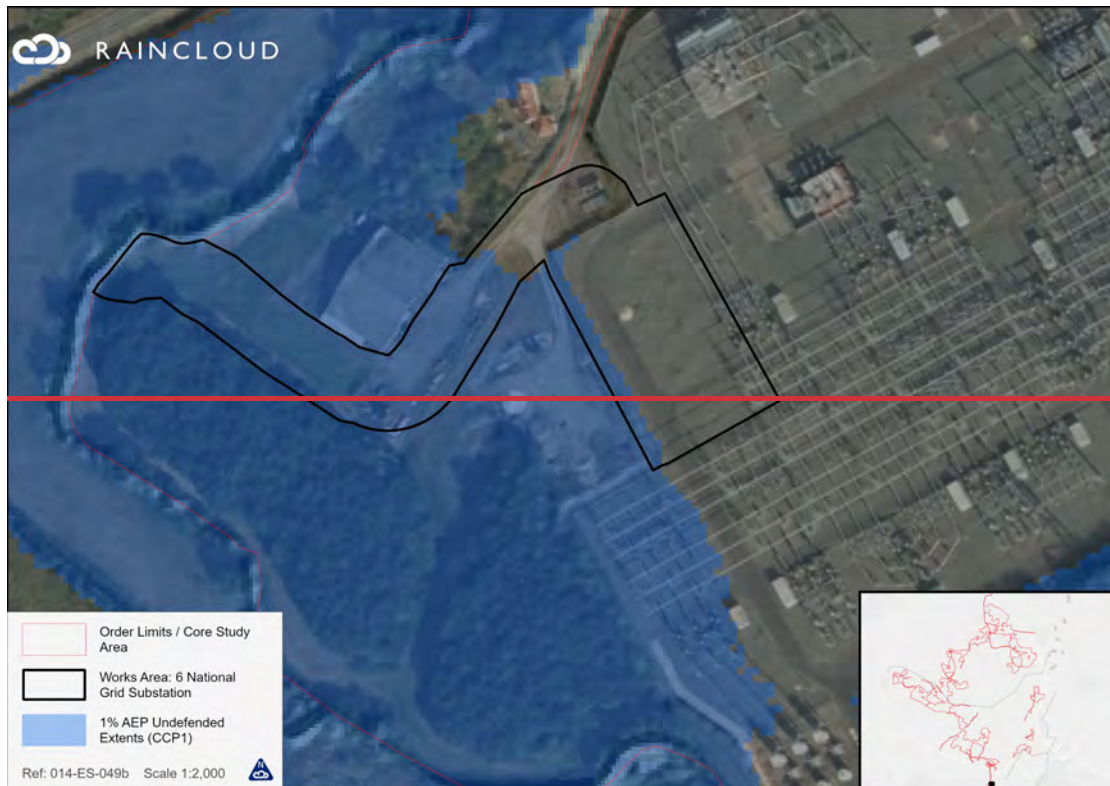 RAINCLOUD
Order Limits / Core Study
Area
Works Area: 6 National
Grid Substation
1% AEP Undefended
Extents (CCP1)
Ref: 014-ES-049b Scale 1:2,000
N